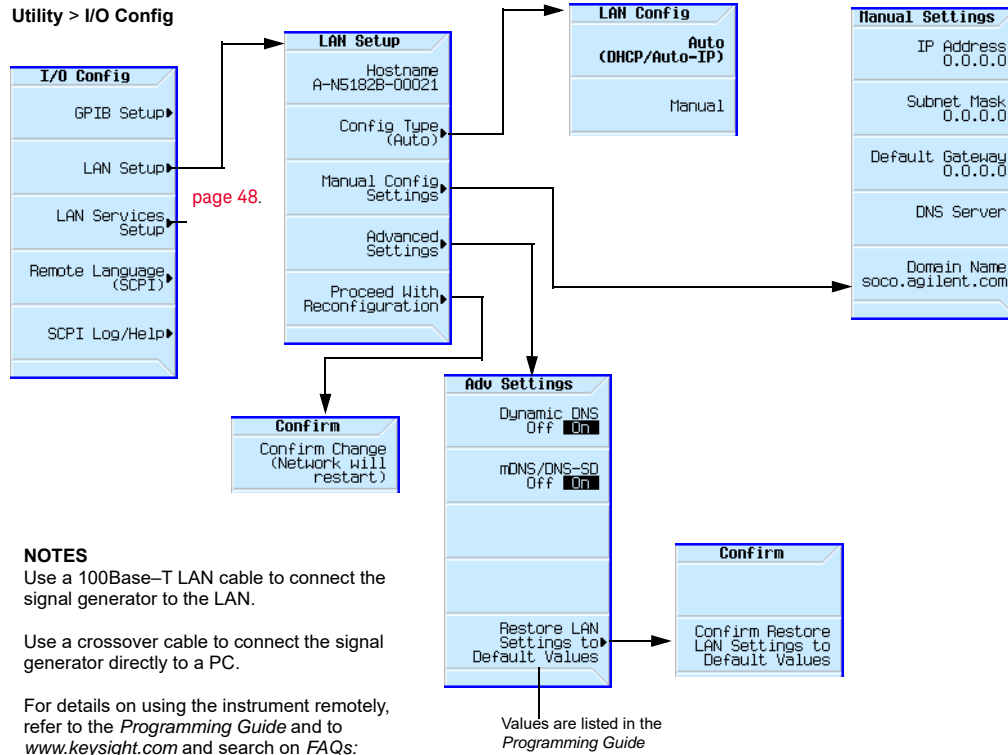 Utility > I/O Config
I/O Config
GPIB Setup
LAN Setup
LAN Services
Setup
Remote Language
(SCPI)
SCPI Log/Help
page 48.
LAN Setup
Hostname
A-N5182B-00021
Config Type
(Auto)
Manual Config
Settings
Advanced
Settings
Proceed With
Reconfiguration
LAN Config
Auto
(DHCP/Auto-IP)
Manual
Manual Settings
IP Address
0.0.0.0
Subnet Mask
0.0.0.0
Default Gateway
0.0.0.0
DNS Server
Domain Name
soco.agilent.com
Confirm
Confirm Change
(Network will
restart)
Adv Settings
Dynamic DNS
Off On
mDNS/DNS-SD
Off On
Restore LAN
Settings to
Default Values
Confirm
Confirm Restore
LAN Settings to
Default Values
Values are listed in the
Programming Guide
NOTES
Use a 100Base–T LAN cable to connect the
signal generator to the LAN.
Use a crossover cable to connect the signal
generator directly to a PC.
For details on using the instrument remotely,
refer to the Programming Guide and to
www.keysight.com and search on FAQs: